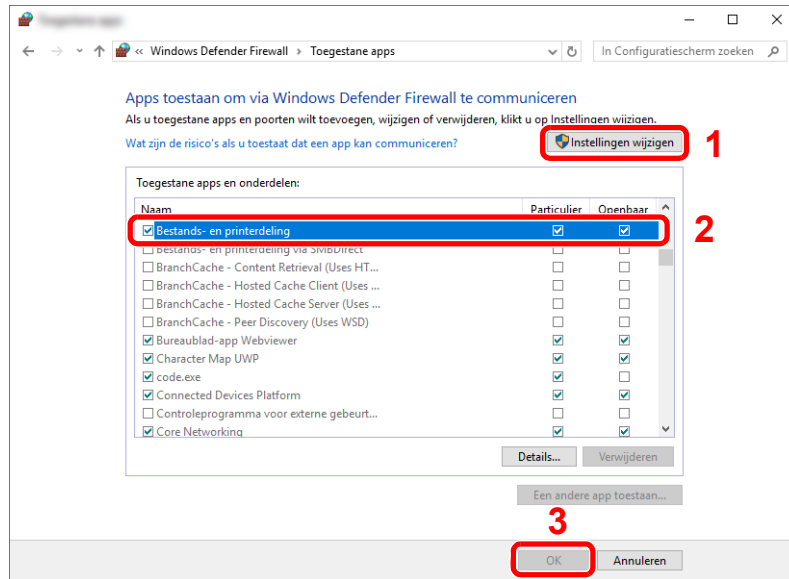 « Windows Defender Firewall > Toegestane apps
In Configuratiescherm zoeken
Apps toestaan om via Windows Defender Firewall te communiceren
Als u toegestane apps en poorten wilt toevoegen, wijzigen of verwijderen, klikt u op Instellingen wijzigen.
Wat zijn de risico's als u toestaat dat een app kan communiceren?
Instellingen wijzigen
1
Toegestane apps en onderdelen:
Naam Particulier Openbaar
Bestands- en printerdeling
2
Bestands- en printerdeling via SMBDirect
BranchCache - Content Retrieval (Uses HT...
BranchCache - Hosted Cache Client (Uses ...
BranchCache - Hosted Cache Server (Uses ...
BranchCache - Peer Discovery (Uses WSD)
Bureaublad-app Webviewer
Character Map UWP
code.exe
Connected Devices Platform
Controleprogramma voor externe gebeurt...
Core Networking
Details... Verwijderen
Een andere app toestaan...
3
OK Annuleren